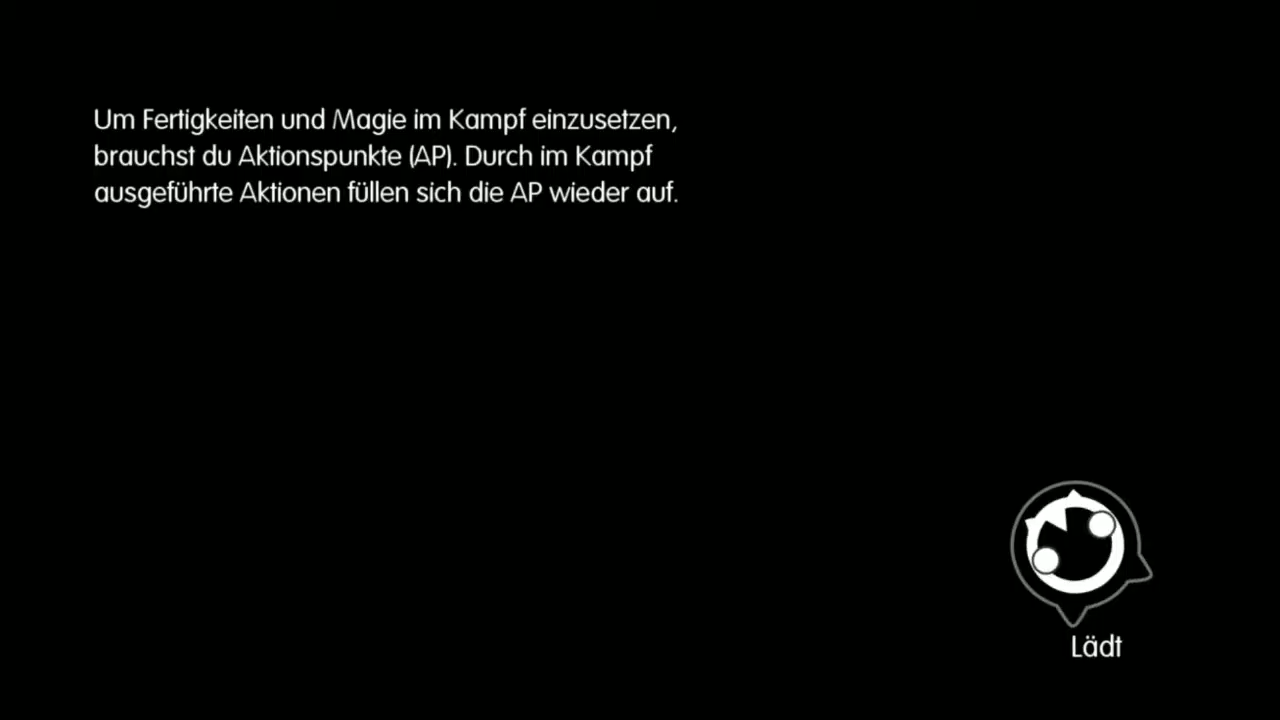 Um Fertigkeiten und Magie im Kampf einzusetzen,
brauchst du Aktionspunkte (AP). Durch im Kampf
ausgeführte Aktionen füllen sich die AP wieder auf.
Lädt